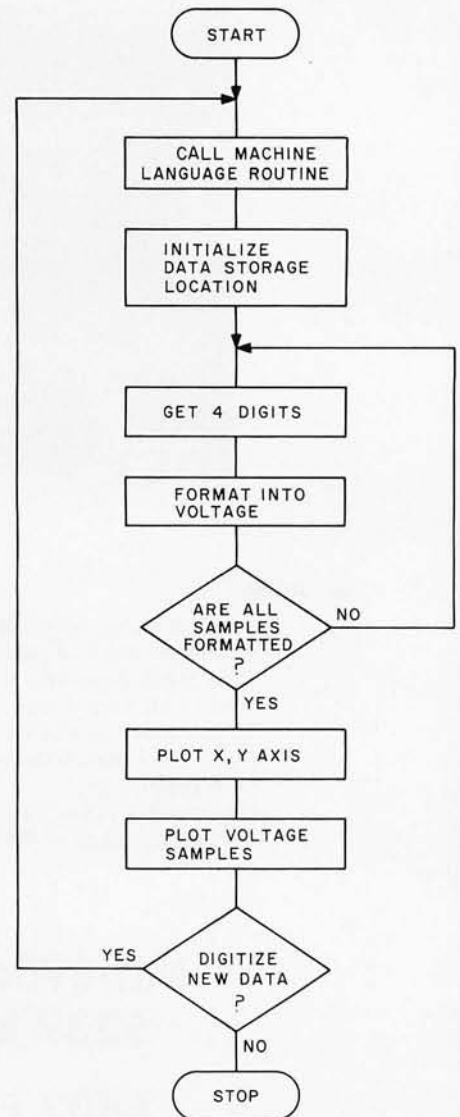 START
CALL MACHINE
LANGUAGE ROUTINE
INITIALIZE
DATA STORAGE
LOCATION
GET 4 DIGITS
FORMAT INTO
VOLTAGE
ARE ALL
SAMPLES
FORMATTED
?
NO
YES
PLOT X, Y AXIS
PLOT VOLTAGE
SAMPLES
YES
DIGITIZE
NEW DATA
?
NO
STOP